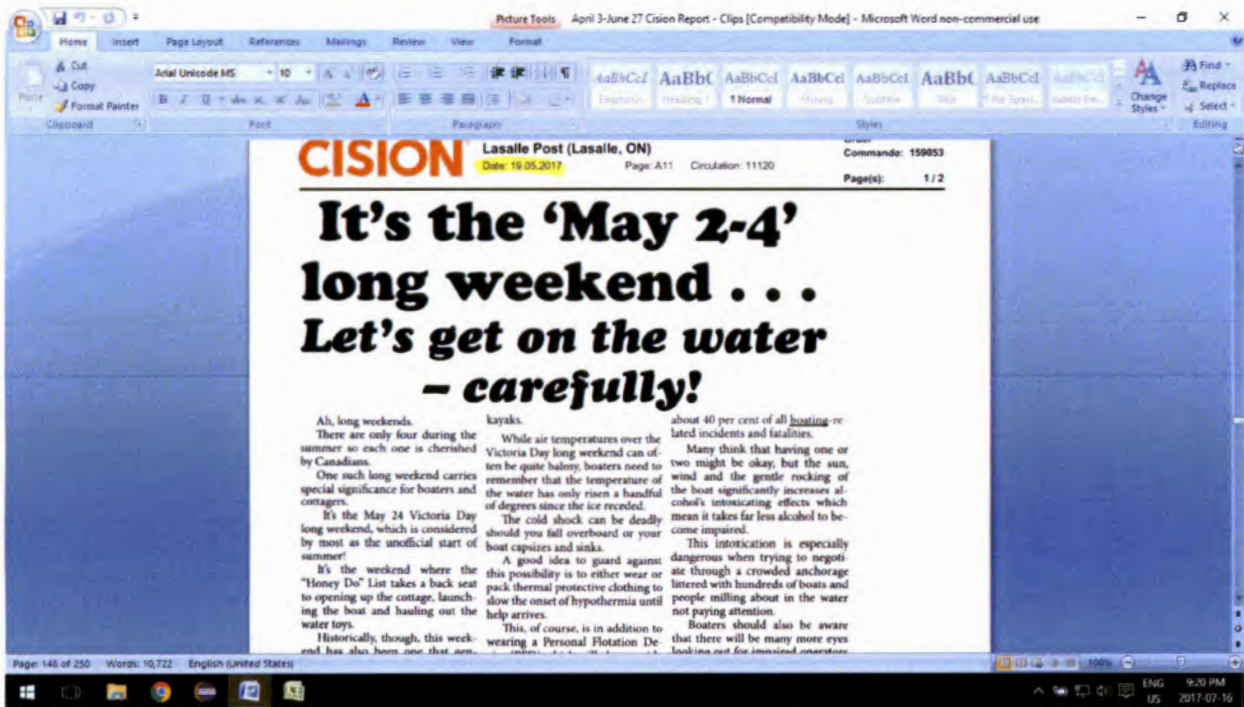 Picture Tools
April 3-June 27 Cision Report - Clips [Compatibility Mode] - Microsoft Word non-commercial use
Home Insert Page Layout References Mailings Review View Format
Cut
Copy
Format Painter
Paste
Clipboard
Arial Unicode MS
10
Font
Paragraph
AaBbCcI AaBbC AaBbCcI AaBbCcI AaBbCcI AaBbC AaBbCcI
Heading 1 ¶ Normal Strong Subtitle Title
Styles
Change
Styles
Find
Replace
Select
Editing
CISION
Lasalle Post (Lasalle, ON)
Date: 19.05.2017 Page: A11 Circulation: 11120
Commande: 159053
Page(s): 1 / 2
It's the ‘May 2-4’
long weekend . . .
Let's get on the water
– carefully!
Ah, long weekends.
There are only four during the
summer so each one is cherished
by Canadians.
One such long weekend carries
special significance for boaters and
cottagers.
It's the May 24 Victoria Day
long weekend, which is considered
by most as the unofficial start of
summer!
It's the weekend where the
"Honey Do" List takes a back seat
to opening up the cottage, launch-
ing the boat and hauling out the
water toys.
Historically, though, this week-
end has also been one that gen-
kayaks.
While air temperatures over the
Victoria Day long weekend can of-
ten be quite balmy, boaters need to
remember that the temperature of
the water has only risen a handful
of degrees since the ice receded.
The cold shock can be deadly
should you fall overboard or your
boat capsizes and sinks.
A good idea to guard against
this possibility is to either wear or
pack thermal protective clothing to
slow the onset of hypothermia until
help arrives.
This, of course, is in addition to
wearing a Personal Flotation De-
about 40 per cent of all boating-re
lated incidents and fatalities.
Many think that having one or
two might be okay, but the sun,
wind and the gentle rocking of
the boat significantly increases al-
cohol's intoxicating effects which
mean it takes far less alcohol to be-
come impaired.
This intoxication is especially
dangerous when trying to negoti-
ate through a crowded anchorage
littered with hundreds of boats and
people milling about in the water
not paying attention.
Boaters should also be aware
that there will be many more eyes
looking out for impaired operators
Page: 146 of 250 Words: 10,722 English (United States)
100%
ENG
US
9:20 PM
2017-07-16